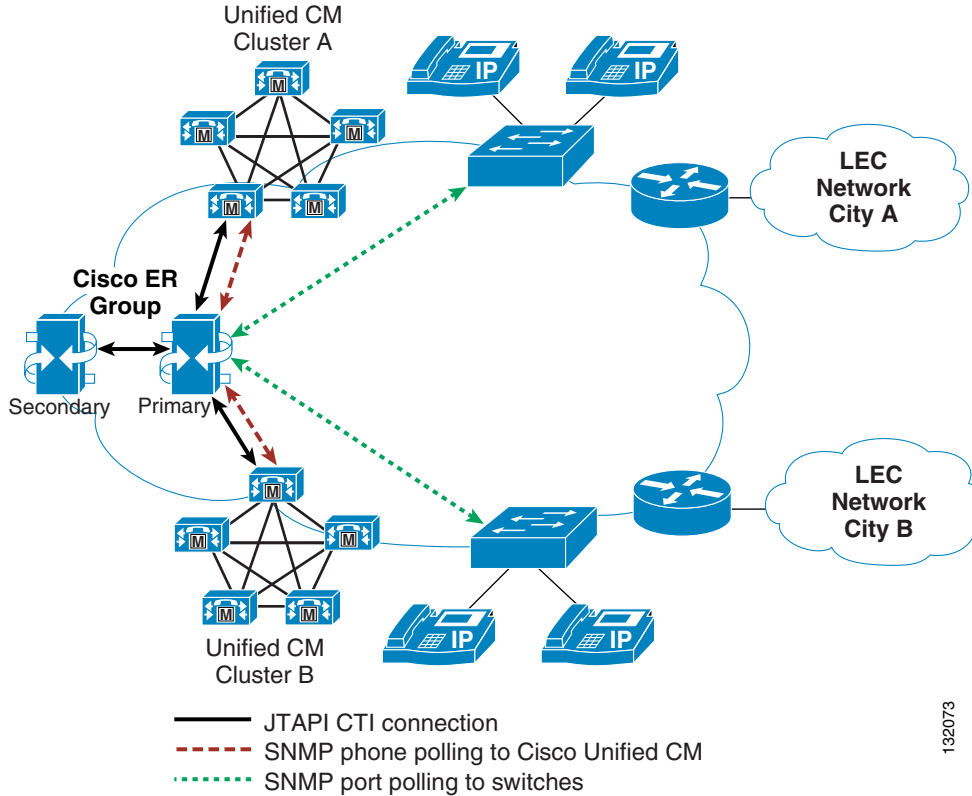 Unified CM
Cluster A
M
M
M
M
M
IP
IP
LEC
Network
City A
Cisco ER
Group
Secondary
Primary
LEC
Network
City B
M
M
M
M
M
IP
IP
Unified CM
Cluster B
JTAPI CTI connection
SNMP phone polling to Cisco Unified CM
SNMP port polling to switches
132073